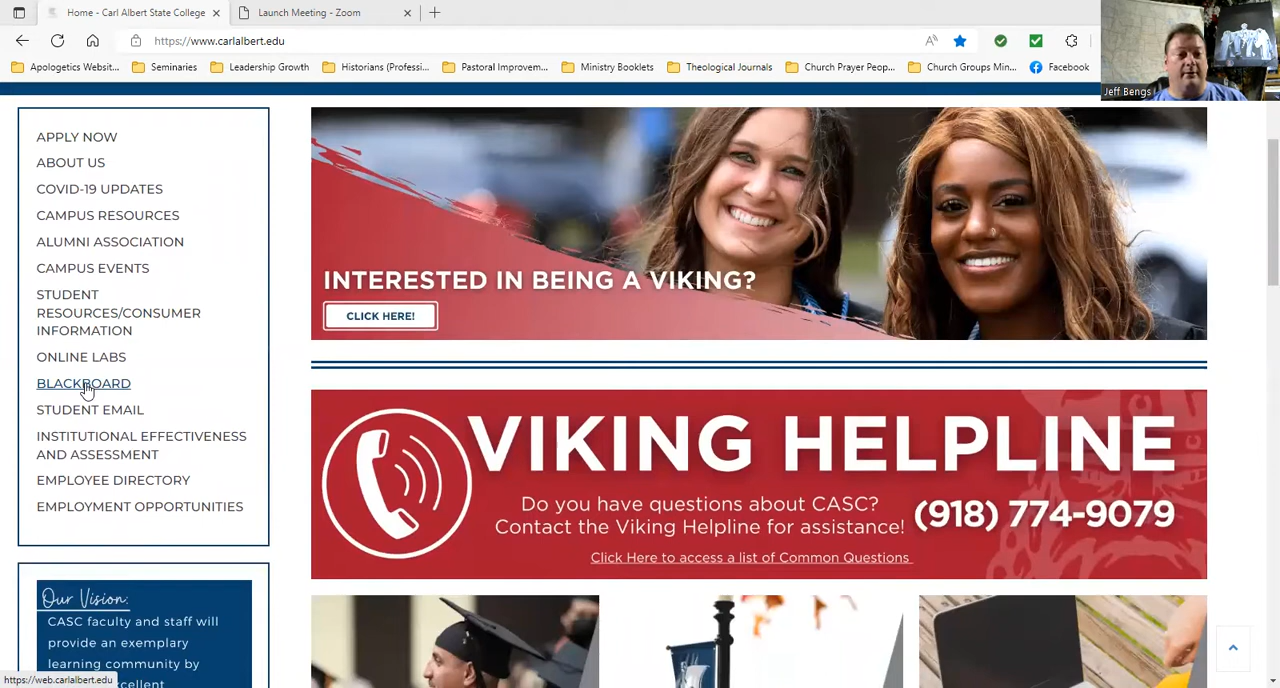 Home - Carl Albert State College
Launch Meeting - Zoom
https://www.carlalbert.edu
Apologetics Websit...
Seminaries
Leadership Growth
Historians (Professi...
Pastoral Improvem...
Ministry Booklets
Theological Journals
Church Prayer Peop...
Church Groups Min...
Facebook
Jeff Bengs
APPLY NOW
ABOUT US
COVID-19 UPDATES
CAMPUS RESOURCES
ALUMNI ASSOCIATION
CAMPUS EVENTS
STUDENT
RESOURCES/CONSUMER
INFORMATION
ONLINE LABS
BLACKBOARD
STUDENT EMAIL
INSTITUTIONAL EFFECTIVENESS
AND ASSESSMENT
EMPLOYEE DIRECTORY
EMPLOYMENT OPPORTUNITIES
Our Vision:
CASC faculty and staff will
provide an exemplary
learning community by
excellent
https://web.carlalbert.edu
INTERESTED IN BEING A VIKING?
CLICK HERE!
VIKING HELPLINE
Do you have questions about CASC?
Contact the Viking Helpline for assistance!
(918) 774-9079
Click Here to access a list of Common Questions